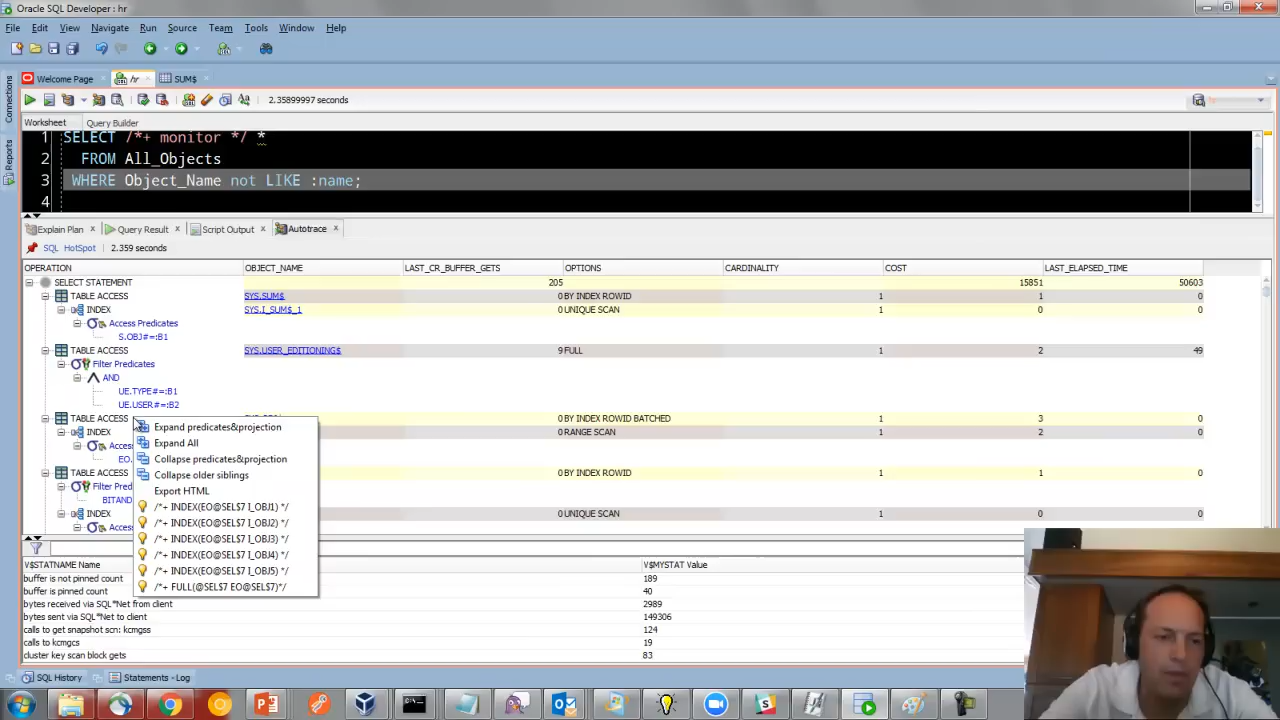 Oracle SQL Developer : hr
File Edit View Navigate Run Source Team Tools Window Help
Connections
Reports
Welcome Page hr SUM$
2.35899997 seconds
Worksheet Query Builder
1 SELECT /*+ monitor */ *
2 FROM All_Objects
3 WHERE Object_Name not LIKE :name;
4
Explain Plan Query Result Script Output Autotrace
SQL HotSpot 2.359 seconds
OPERATION OBJECT_NAME LAST_CR_BUFFER_GETS OPTIONS CARDINALITY COST LAST_ELAPSED_TIME
SELECT STATEMENT 205 15851 50603
TABLE ACCESS SYS.SUM$ 0 BY INDEX ROWID 1 1 0
INDEX SYS.I_SUM$_1 0 UNIQUE SCAN 1 0 0
Access Predicates
S.OBJ#=:B1
TABLE ACCESS SYS.USER_EDITIONING$ 9 FULL 1 2 49
Filter Predicates
AND
UE.TYPE#=:B1
UE.USER#=:B2
TABLE ACCESS 0 BY INDEX ROWID BATCHED 1 3 0
INDEX 0 RANGE SCAN 1 2 0
Acces
EO.
TABLE ACCESS 0 BY INDEX ROWID 1 1 0
Filter Pred
BITAND
INDEX 0 UNIQUE SCAN 1 0 0
Acces
Expand predicates&projection
Expand All
Collapse predicates&projection
Collapse older siblings
Export HTML
/*+ INDEX(EO@SEL$7 I_OBJ1) */
/*+ INDEX(EO@SEL$7 I_OBJ2) */
/*+ INDEX(EO@SEL$7 I_OBJ3) */
/*+ INDEX(EO@SEL$7 I_OBJ4) */
/*+ INDEX(EO@SEL$7 I_OBJ5) */
/*+ FULL(@SEL$7 EO@SEL$7)*/
V$STATNAME Name V$MYSTAT Value
buffer is not pinned count 189
buffer is pinned count 40
bytes received via SQL*Net from client 2989
bytes sent via SQL*Net to client 149306
calls to get snapshot scn: kcmgss 124
calls to kcmgcs 19
cluster key scan block gets 83
SQL History Statements - Log